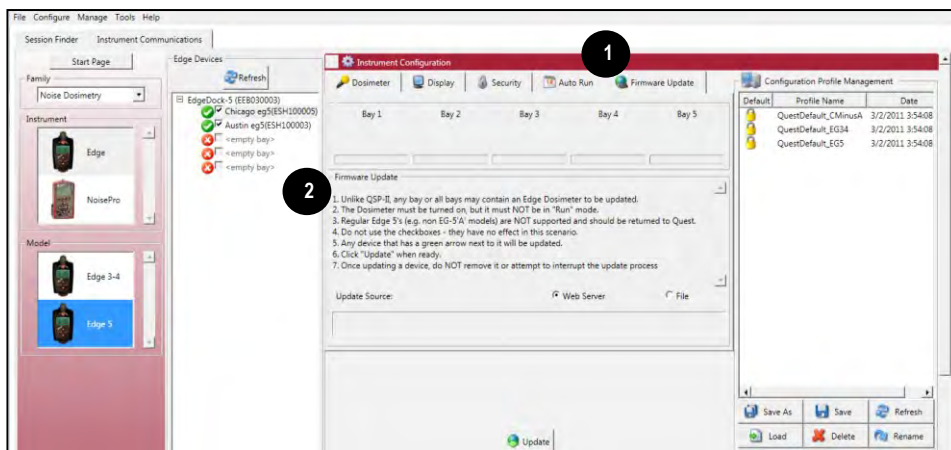 File Configure Manage Tools Help
Session Finder Instrument Communications
1
Start Page
Family
Noise Dosimetry
Instrument
Edge
NoisePro
Model
Edge 3-4
Edge 5
Edge Devices
Refresh
EdgeDock-5 (EEB030003)
Chicago eg5(ESH100005)
Austin eg5(ESH100003)
<empty bay>
<empty bay>
<empty bay>
Instrument Configuration
Dosimeter Display Security Auto Run Firmware Update
Bay 1 Bay 2 Bay 3 Bay 4 Bay 5
2
Firmware Update
1. Unlike QSP-II, any bay or all bays may contain an Edge Dosimeter to be updated.
2. The Dosimeter must be turned on, but it must NOT be in "Run" mode.
3. Regular Edge 5's (e.g. non EG-5'A' models) are NOT supported and should be returned to Quest.
4. Do not use the checkboxes - they have no effect in this scenario.
5. Any device that has a green arrow next to it will be updated.
6. Click "Update" when ready.
7. Once updating a device, do NOT remove it or attempt to interrupt the update process
Update Source: Web Server File
Update
Configuration Profile Management
Default Profile Name Date
QuestDefault_CMinusA 3/2/2011 3:54:08
QuestDefault_EG34 3/2/2011 3:54:08
QuestDefault_EG5 3/2/2011 3:54:08
Save As Save Refresh
Load Delete Rename